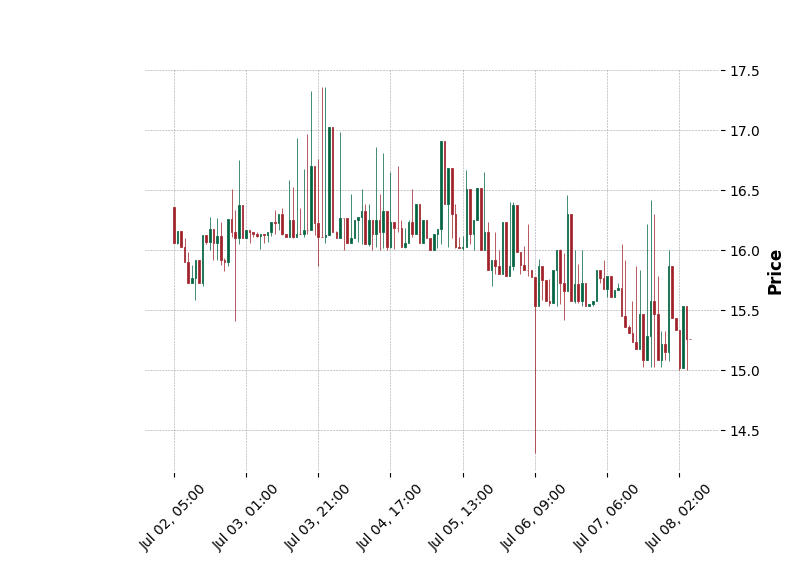 17.5
17.0
16.5
16.0
15.5
15.0
14.5
Price
Jul 02, 05:00
Jul 03, 01:00
Jul 03, 21:00
Jul 04, 17:00
Jul 05, 13:00
Jul 06, 09:00
Jul 07, 06:00
Jul 08, 02:00